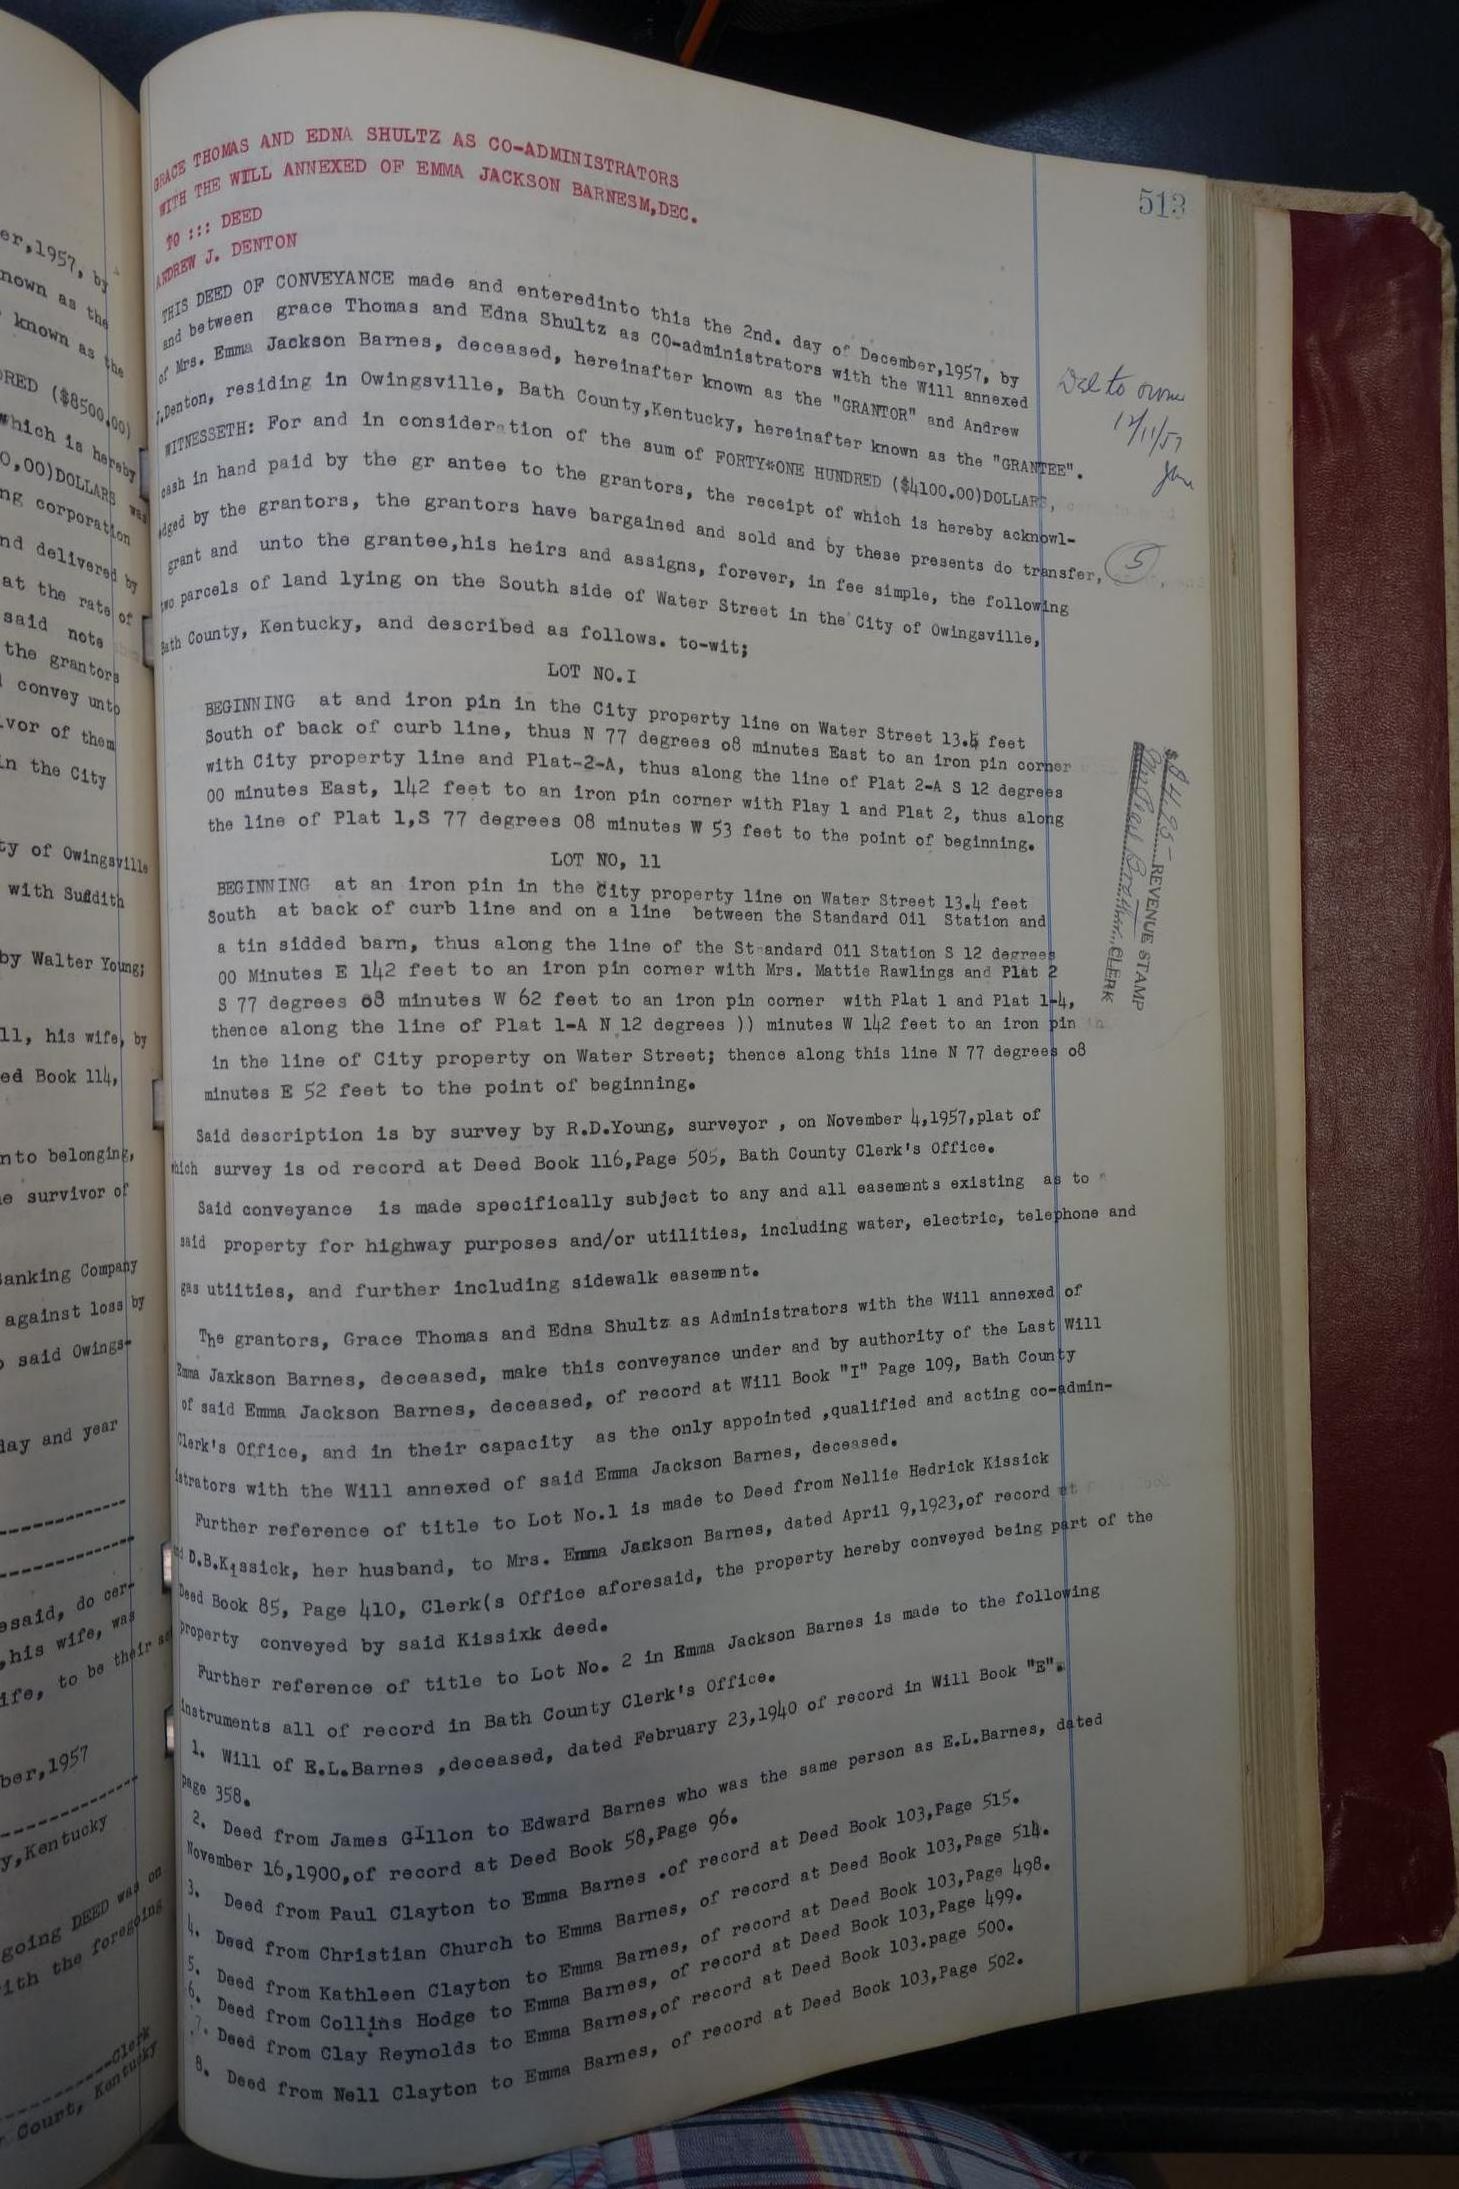 GRACE THOMAS AND EDNA SHULTZ AS CO-ADMINISTRATORS
WITH THE WILL ANNEXED OF EMMA JACKSON BARNESM,DEC.
TO ::: DEED
ANDREW J. DENTON
513
THIS DEED OF CONVEYANCE made and enteredinto this the 2nd. day of December,1957, by
and between grace Thomas and Edna Shultz as CO-administrators with the Will annexed
of Mrs. Emma Jackson Barnes, deceased, hereinafter known as the "GRANTOR" and Andrew
J.Denton, residing in Owingsville, Bath County,Kentucky, hereinafter known as the "GRANTEE".
WITNESSETH: For and in consideration of the sum of FORTY*ONE HUNDRED ($4100.00)DOLLARS,
cash in hand paid by the gr antee to the grantors, the receipt of which is hereby acknowl-
edged by the grantors, the grantors have bargained and sold and by these presents do transfer,
grant and unto the grantee,his heirs and assigns, forever, in fee simple, the following
two parcels of land lying on the South side of Water Street in the City of Owingsville,
Bath County, Kentucky, and described as follows. to-wit;
Del to
12/11/57
5
LOT NO.I
BEGINNING at and iron pin in the City property line on Water Street 13.5 feet
South of back of curb line, thus N 77 degrees o8 minutes East to an iron pin corner
with City property line and Plat-2-A, thus along the line of Plat 2-A S 12 degrees
00 minutes East, 142 feet to an iron pin corner with Play 1 and Plat 2, thus along
the line of Plat 1,S 77 degrees 08 minutes W 53 feet to the point of beginning.
REVENUE STAMP
CLERK
LOT NO, 11
BEGINNING at an iron pin in the City property line on Water Street 13.4 feet
South at back of curb line and on a line between the Standard Oil Station and
a tin sidded barn, thus along the line of the St andard Oil Station S 12 degrees
00 Minutes E 142 feet to an iron pin corner with Mrs. Mattie Rawlings and Plat 2
S 77 degrees o8 minutes W 62 feet to an iron pin corner with Plat 1 and Plat 1-4,
thence along the line of Plat 1-A N 12 degrees )) minutes W 142 feet to an iron pin
in the line of City property on Water Street; thence along this line N 77 degrees o8
minutes E 52 feet to the point of beginning.
Said description is by survey by R.D.Young, surveyor , on November 4,1957,plat of
which survey is od record at Deed Book 116,Page 505, Bath County Clerk's Office.
Said conveyance is made specifically subject to any and all easements existing as to
said property for highway purposes and/or utilities, including water, electric, telephone and
gas utiities, and further including sidewalk easement.
The grantors, Grace Thomas and Edna Shultz as Administrators with the Will annexed of
Emma Jaxkson Barnes, deceased, make this conveyance under and by authority of the Last Will
of said Emma Jackson Barnes, deceased, of record at Will Book "I" Page 109, Bath County
Clerk's Office, and in their capacity as the only appointed ,qualified and acting co-admin-
istrators with the Will annexed of said Emma Jackson Barnes, deceased.
Further reference of title to Lot No.1 is made to Deed from Nellie Hedrick Kissick
and D.B.Kissick, her husband, to Mrs. Emma Jackson Barnes, dated April 9,1923,of record at
Deed Book 85, Page 410, Clerk(s Office aforesaid, the property hereby conveyed being part of the
property conveyed by said Kissixk deed.
Further reference of title to Lot No. 2 in Emma Jackson Barnes is made to the following
instruments all of record in Bath County Clerk's Office.
1. Will of E.L.Barnes ,deceased, dated February 23,1940 of record in Will Book "E".
page 358.
2. Deed from James Gillon to Edward Barnes who was the same person as E.L.Barnes, dated
November 16,1900,of record at Deed Book 58,Page 96.
3. Deed from Paul Clayton to Emma Barnes .of record at Deed Book 103,Page 515.
4. Deed from Christian Church to Emma Barnes, of record at Deed Book 103,Page 514.
5. Deed from Kathleen Clayton to Emma Barnes, of record at Deed Book 103,Page 498.
6. Deed from Collins Hodge to Emma Barnes, of record at Deed Book 103,Page 499.
7. Deed from Clay Reynolds to Emma Barnes,of record at Deed Book 103.page 500.
8. Deed from Nell Clayton to Emma Barnes, of record at Deed Book 103,Page 502.